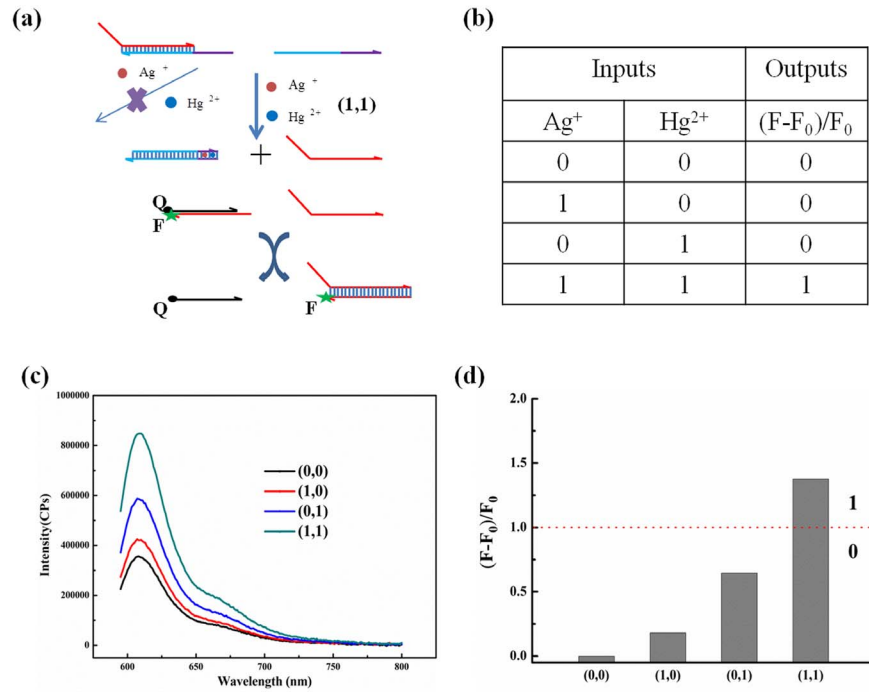 (a)
Ag +
Hg 2+
Ag +
Hg 2+
(1,1)
+
Q
F
Q
F
(b)
Inputs Outputs
Ag+ Hg2+ (F-F0)/F0
0 0 0
1 0 0
0 1 0
1 1 1
(c)
1000000
800000
600000
400000
200000
0
Intensity(CPs)
(0,0)
(1,0)
(0,1)
(1,1)
600 650 700 750 800
Wavelength (nm)
(d)
2.0
1.5
1.0
0.5
0.0
(F-F0)/F0
1
0
(0,0) (1,0) (0,1) (1,1)